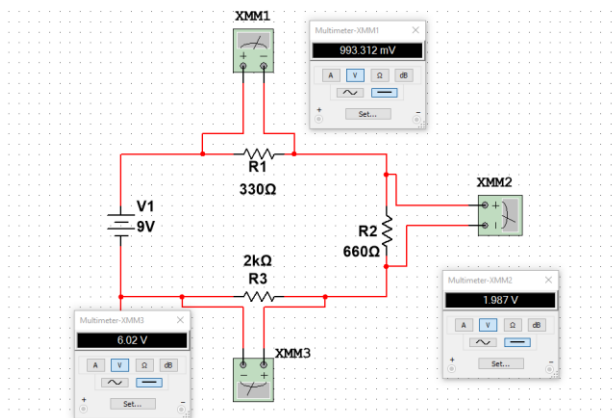 XMM1
Multimeter-XMM1
993.312 mV
A V Ω dB
+ −
Set...
+ −
R1
330Ω
XMM2
+
−
V1
9V
R2
660Ω
2kΩ
R3
Multimeter-XMM2
1.987 V
A V Ω dB
Set...
+ −
Multimeter-XMM3
6.02 V
A V Ω dB
Set...
+ −
XMM3
− +